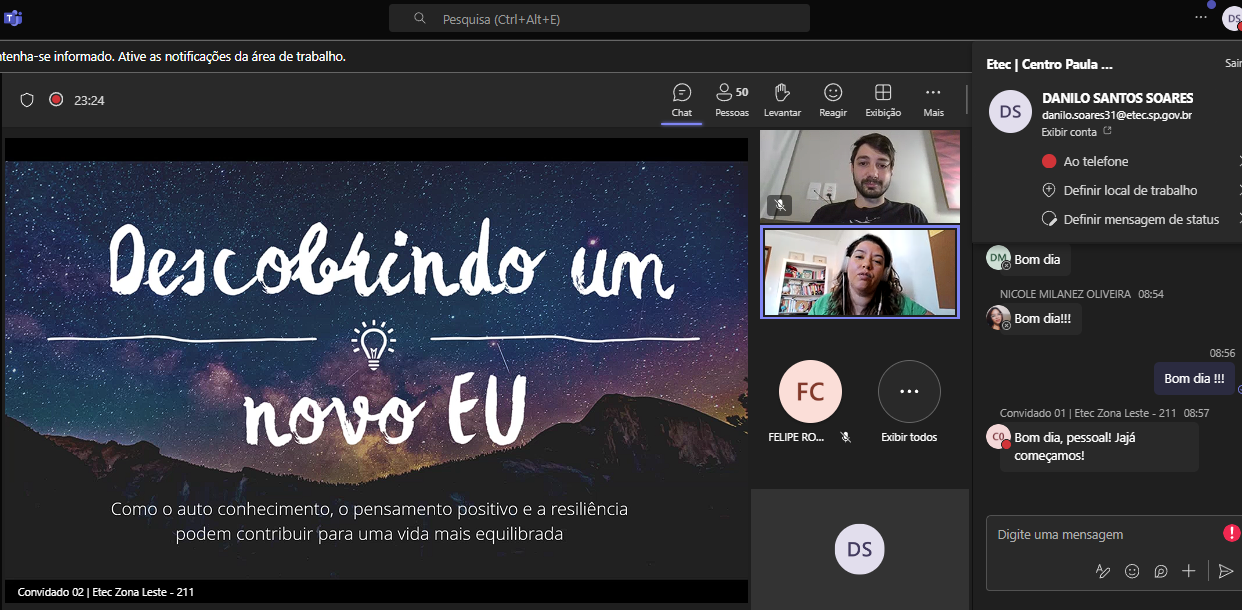 Pesquisa (Ctrl+Alt+E)
DS
ntenha-se informado. Ative as notificações da área de trabalho.
23:24
Chat
50
Pessoas
Levantar
Reagir
Exibição
Mais
Descobrindo um
novo EU
Como o auto conhecimento, o pensamento positivo e a resiliência
podem contribuir para uma vida mais equilibrada
Convidado 02 | Etec Zona Leste - 211
FC
FELIPE RO...
Exibir todos
DS
Etec | Centro Paula ...
Sair
DS
DANILO SANTOS SOARES
danilo.soares31@etec.sp.gov.br
Exibir conta
Ao telefone
Definir local de trabalho
Definir mensagem de status
DM
Bom dia
NICOLE MILANEZ OLIVEIRA 08:54
Bom dia!!!
08:56
Bom dia !!!
Convidado 01 | Etec Zona Leste - 211 08:57
C0
Bom dia, pessoal! Jajá
começamos!
Digite uma mensagem